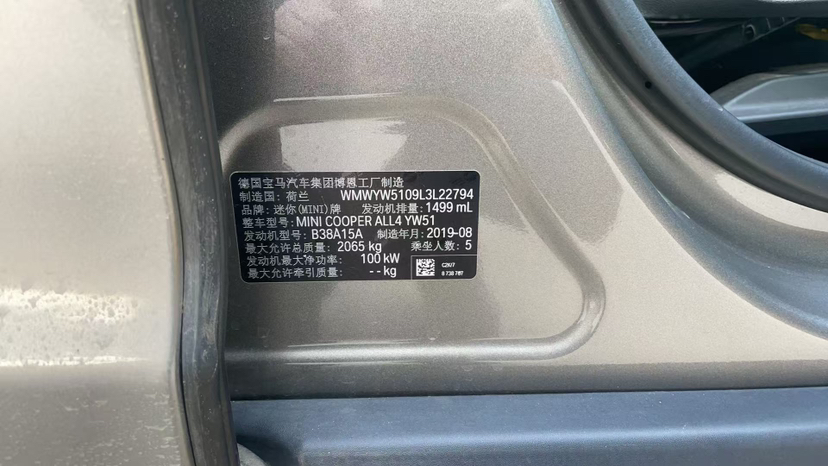 德国宝马汽车集团博恩工厂制造
制造国：荷兰 WMWYW5109L3L22794
品牌：迷你(MINI)牌 发动机排量：1499 mL
整车型号：MINI COOPER ALL4 YW51
发动机型号：B38A15A 制造年月：2019-08
最大允许总质量：2065 kg 乘坐人数：5
发动机最大净功率：100 kW
最大允许牵引质量：--kg